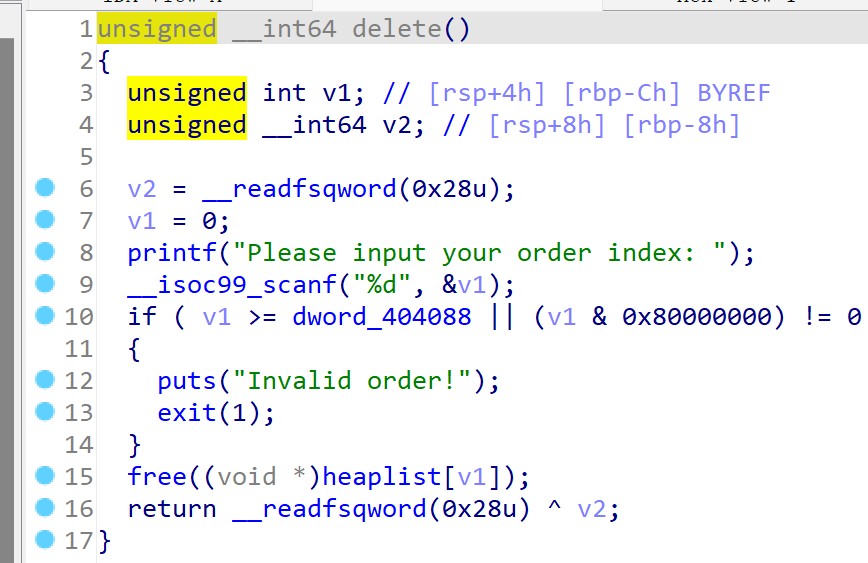 1 unsigned __int64 delete()
2 {
3   unsigned int v1; // [rsp+4h] [rbp-Ch] BYREF
4   unsigned __int64 v2; // [rsp+8h] [rbp-8h]
5
6   v2 = __readfsqword(0x28u);
7   v1 = 0;
8   printf("Please input your order index: ");
9   __isoc99_scanf("%d", &v1);
10   if ( v1 >= dword_404088 || (v1 & 0x80000000) != 0
11   {
12     puts("Invalid order!");
13     exit(1);
14   }
15   free((void *)heaplist[v1]);
16   return __readfsqword(0x28u) ^ v2;
17 }